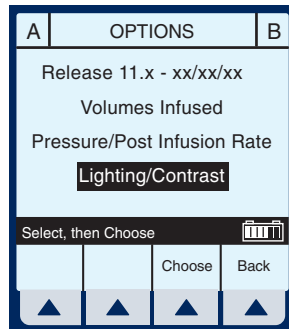 A OPTIONS B
Release 11.x - xx/xx/xx
Volumes Infused
Pressure/Post Infusion Rate
Lighting/Contrast
Select, then Choose
Choose Back